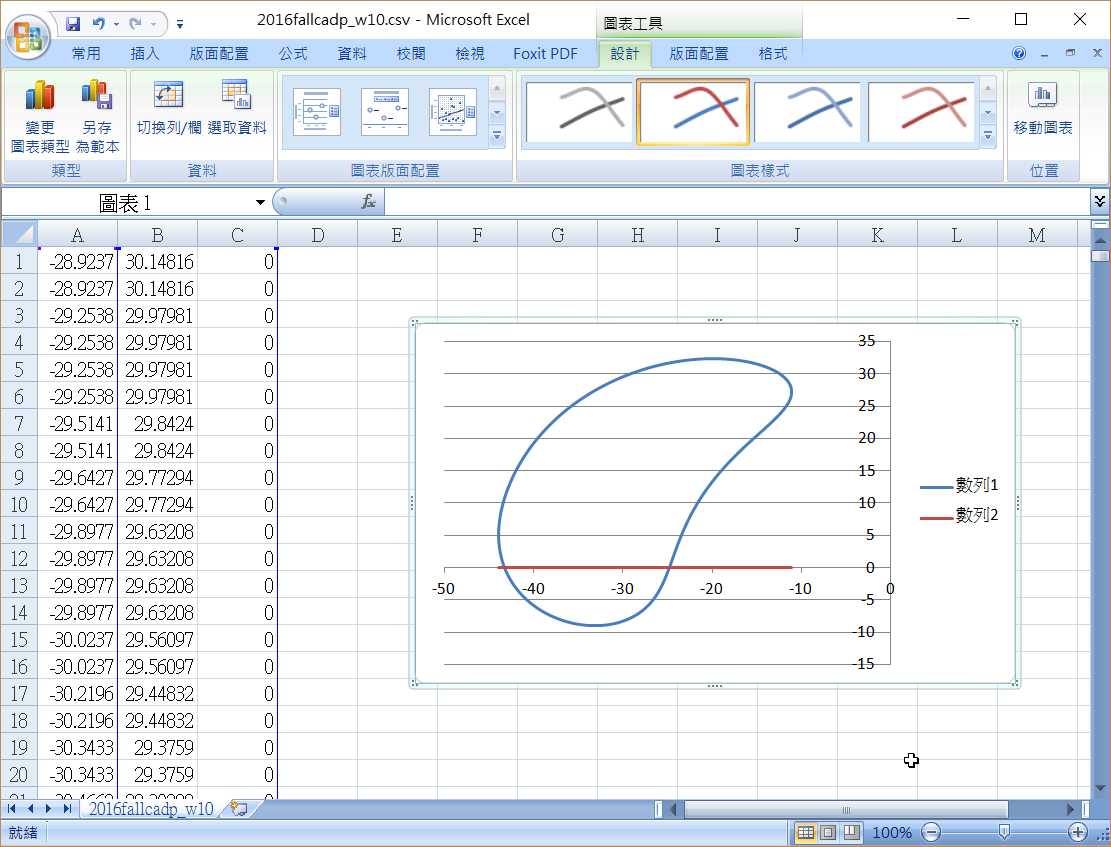 2016fallcadp_w10.csv - Microsoft Excel
圖表工具
常用 插入 版面配置 公式 資料 校閱 檢視 Foxit PDF 設計 版面配置 格式
變更
圖表類型
另存
為範本
切換列/欄
選取資料
移動圖表
類型 資料 圖表版面配置 圖表樣式 位置
圖表 1
fx
A B C D E F G H I J K L M
1 -28.9237 30.14816 0
2 -28.9237 30.14816 0
3 -29.2538 29.97981 0
4 -29.2538 29.97981 0
5 -29.2538 29.97981 0
6 -29.2538 29.97981 0
7 -29.5141 29.8424 0
8 -29.5141 29.8424 0
9 -29.6427 29.77294 0
10 -29.6427 29.77294 0
11 -29.8977 29.63208 0
12 -29.8977 29.63208 0
13 -29.8977 29.63208 0
14 -29.8977 29.63208 0
15 -30.0237 29.56097 0
16 -30.0237 29.56097 0
17 -30.2196 29.44832 0
18 -30.2196 29.44832 0
19 -30.3433 29.3759 0
20 -30.3433 29.3759 0
35
30
25
20
15
10
5
0
-5
-10
-15
-50 -40 -30 -20 -10 0
數列1
數列2
2016fallcadp_w10
就緒
100%